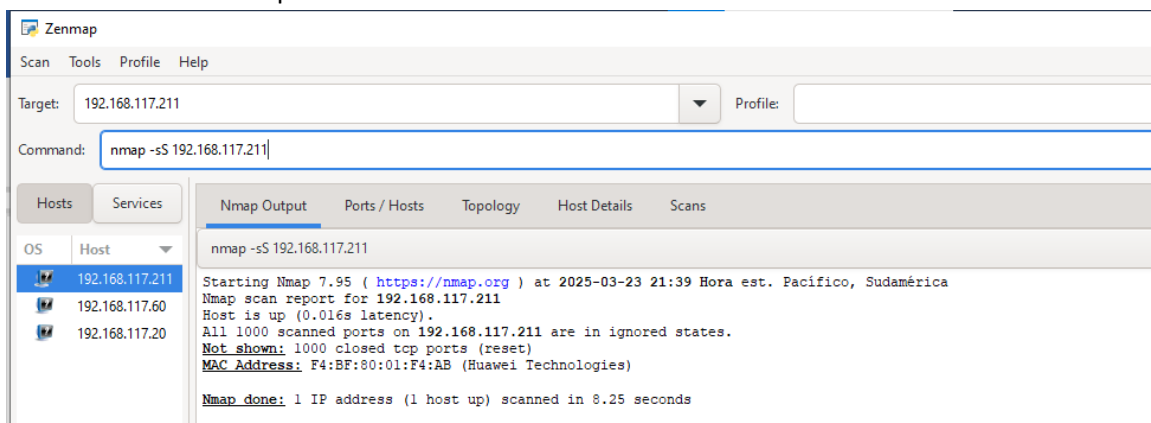 Zenmap
Scan Tools Profile Help
Target: 192.168.117.211 Profile:
Command: nmap -sS 192.168.117.211
Hosts Services Nmap Output Ports / Hosts Topology Host Details Scans
OS Host nmap -sS 192.168.117.211
192.168.117.211
192.168.117.60
192.168.117.20
Starting Nmap 7.95 ( https://nmap.org ) at 2025-03-23 21:39 Hora est. Pacífico, Sudamérica
Nmap scan report for 192.168.117.211
Host is up (0.016s latency).
All 1000 scanned ports on 192.168.117.211 are in ignored states.
Not shown: 1000 closed tcp ports (reset)
MAC Address: F4:BF:80:01:F4:AB (Huawei Technologies)
Nmap done: 1 IP address (1 host up) scanned in 8.25 seconds